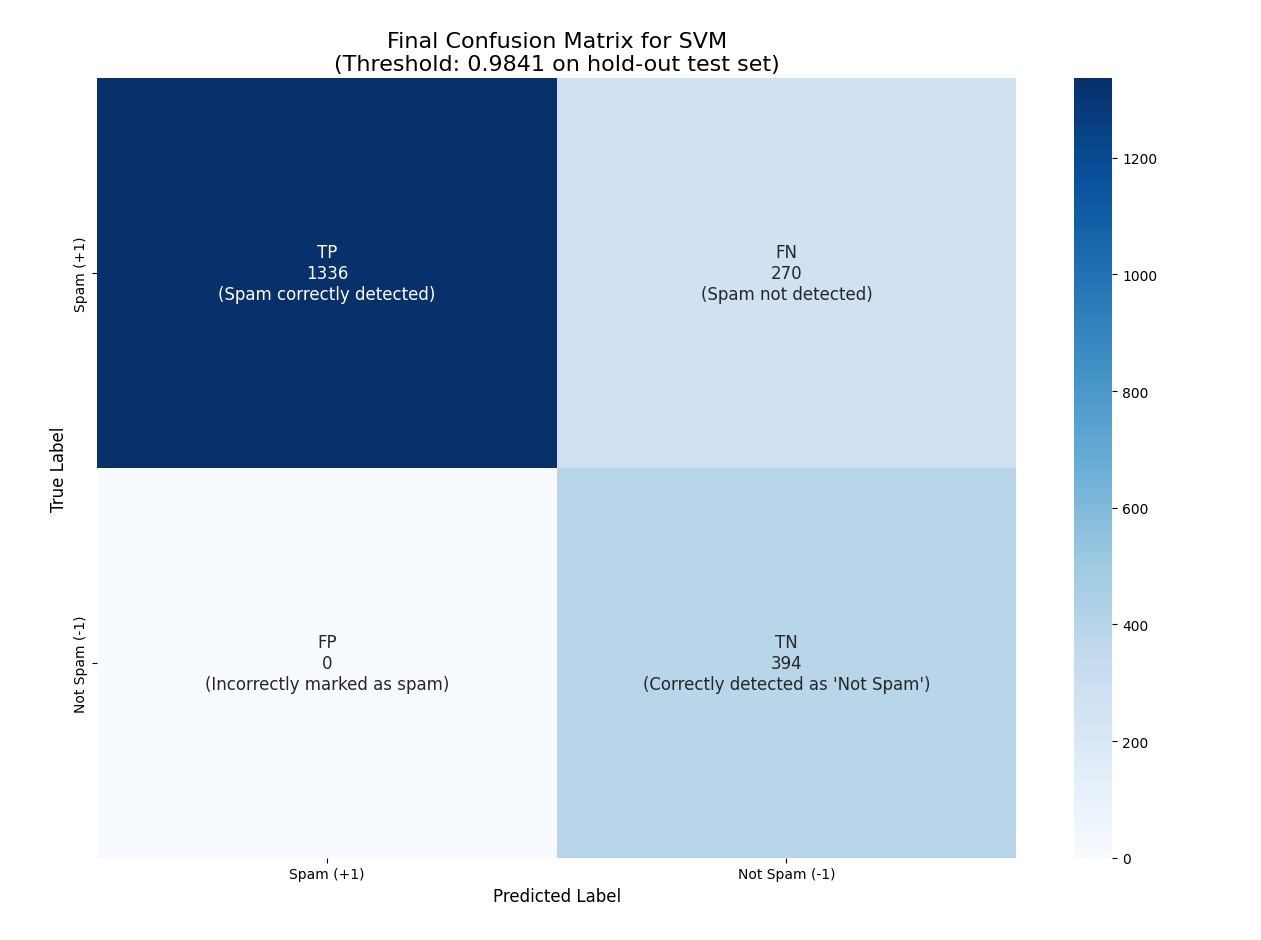 Final Confusion Matrix for SVM
(Threshold: 0.9841 on hold-out test set)
True Label
Spam (+1)
Not Spam (-1)
TP
1336
(Spam correctly detected)
FN
270
(Spam not detected)
FP
0
(Incorrectly marked as spam)
TN
394
(Correctly detected as 'Not Spam')
Spam (+1)
Not Spam (-1)
Predicted Label
1200
1000
800
600
400
200
0